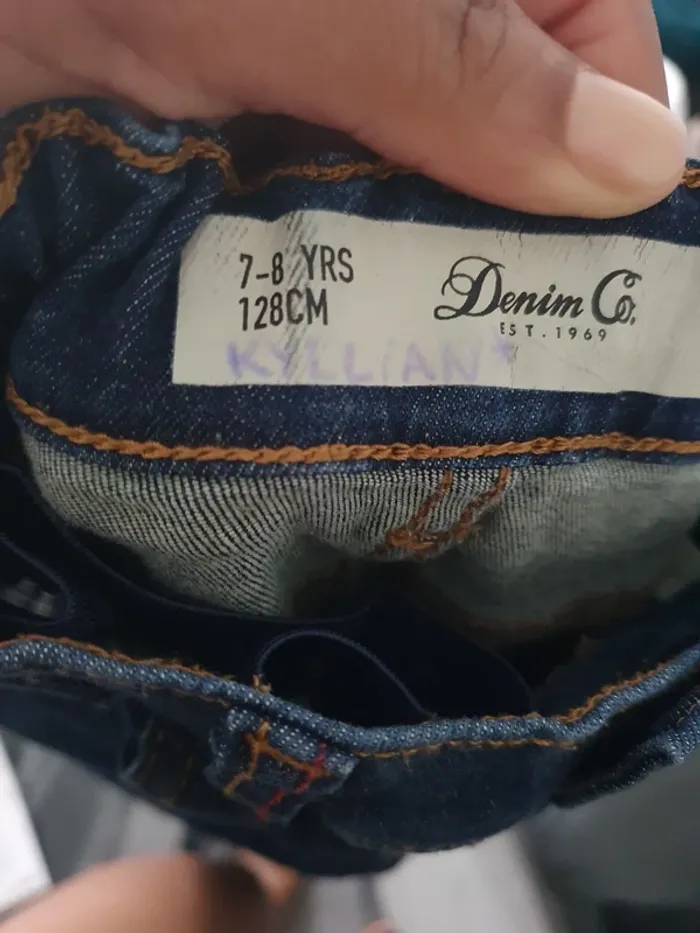 7-8 YRS
128CM
Denim Co.
EST.1969
KYLLIAN*